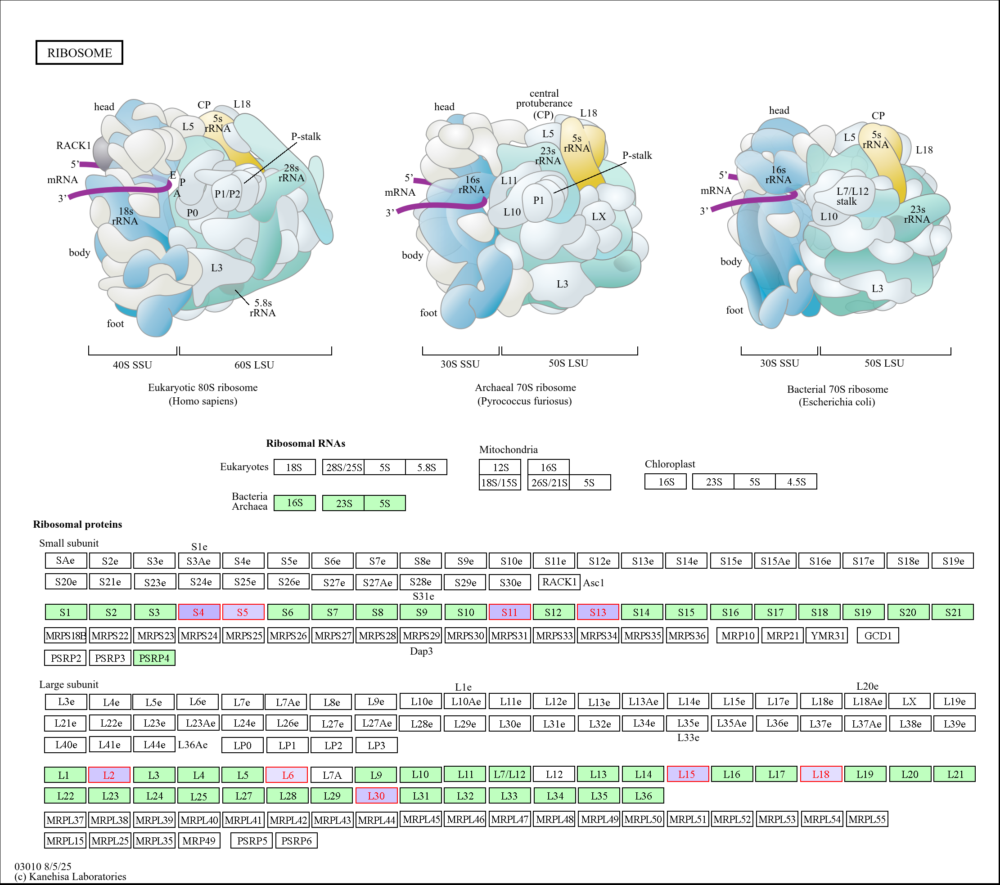 RIBOSOME
head
CP
L18
5s
rRNA
L5
P-stalk
RACK1
5’
mRNA
3’
E
P
A
28s
rRNA
P1/P2
P0
18s
rRNA
body
L3
5.8s
rRNA
foot
40S SSU
60S LSU
Eukaryotic 80S ribosome
(Homo sapiens)
head
central
protuberance
(CP)
L18
L5
5s
rRNA
23s
rRNA
P-stalk
5’
mRNA
3’
16s
rRNA
L11
P1
L10
LX
body
L3
foot
30S SSU
50S LSU
Archaeal 70S ribosome
(Pyrococcus furiosus)
head
CP
L5
5s
rRNA
L18
5’
mRNA
3’
16s
rRNA
L7/L12
stalk
L10
23s
rRNA
body
L3
foot
30S SSU
50S LSU
Bacterial 70S ribosome
(Escherichia coli)
Ribosomal RNAs
Eukaryotes 18S 28S/25S 5S 5.8S
Bacteria
Archaea
16S 23S 5S
Mitochondria
12S 16S
18S/15S 26S/21S 5S
Chloroplast
16S 23S 5S 4.5S
Ribosomal proteins
Small subunit
S1e
SAe S2e S3e S3Ae S4e S5e S6e S7e S8e S9e S10e S11e S12e S13e S14e S15e S15Ae S16e S17e S18e S19e
S20e S21e S23e S24e S25e S26e S27e S27Ae S28e S29e S30e RACK1 Asc1
S31e
S1 S2 S3 S4 S5 S6 S7 S8 S9 S10 S11 S12 S13 S14 S15 S16 S17 S18 S19 S20 S21
MRPS18B MRPS22 MRPS23 MRPS24 MRPS25 MRPS26 MRPS27 MRPS28 MRPS29 MRPS30 MRPS31 MRPS33 MRPS34 MRPS35 MRPS36 MRP10 MRP21 YMR31 GCD1
Dap3
PSRP2 PSRP3 PSRP4
Large subunit
L1e L20e
L3e L4e L5e L6e L7e L7Ae L8e L9e L10e L10Ae L11e L12e L13e L13Ae L14e L15e L17e L18e L18Ae LX L19e
L21e L22e L23e L23Ae L24e L26e L27e L27Ae L28e L29e L30e L31e L32e L34e L35e L35Ae L36e L37e L37Ae L38e L39e
L33e
L40e L41e L44e L36Ae LP0 LP1 LP2 LP3
L1 L2 L3 L4 L5 L6 L7A L9 L10 L11 L7/L12 L12 L13 L14 L15 L16 L17 L18 L19 L20 L21
L22 L23 L24 L25 L27 L28 L29 L30 L31 L32 L33 L34 L35 L36
MRPL37 MRPL38 MRPL39 MRPL40 MRPL41 MRPL42 MRPL43 MRPL44 MRPL45 MRPL46 MRPL47 MRPL48 MRPL49 MRPL50 MRPL51 MRPL52 MRPL53 MRPL54 MRPL55
MRPL15 MRPL25 MRPL35 MRP49 PSRP5 PSRP6
03010 8/5/25
(c) Kanehisa Laboratories